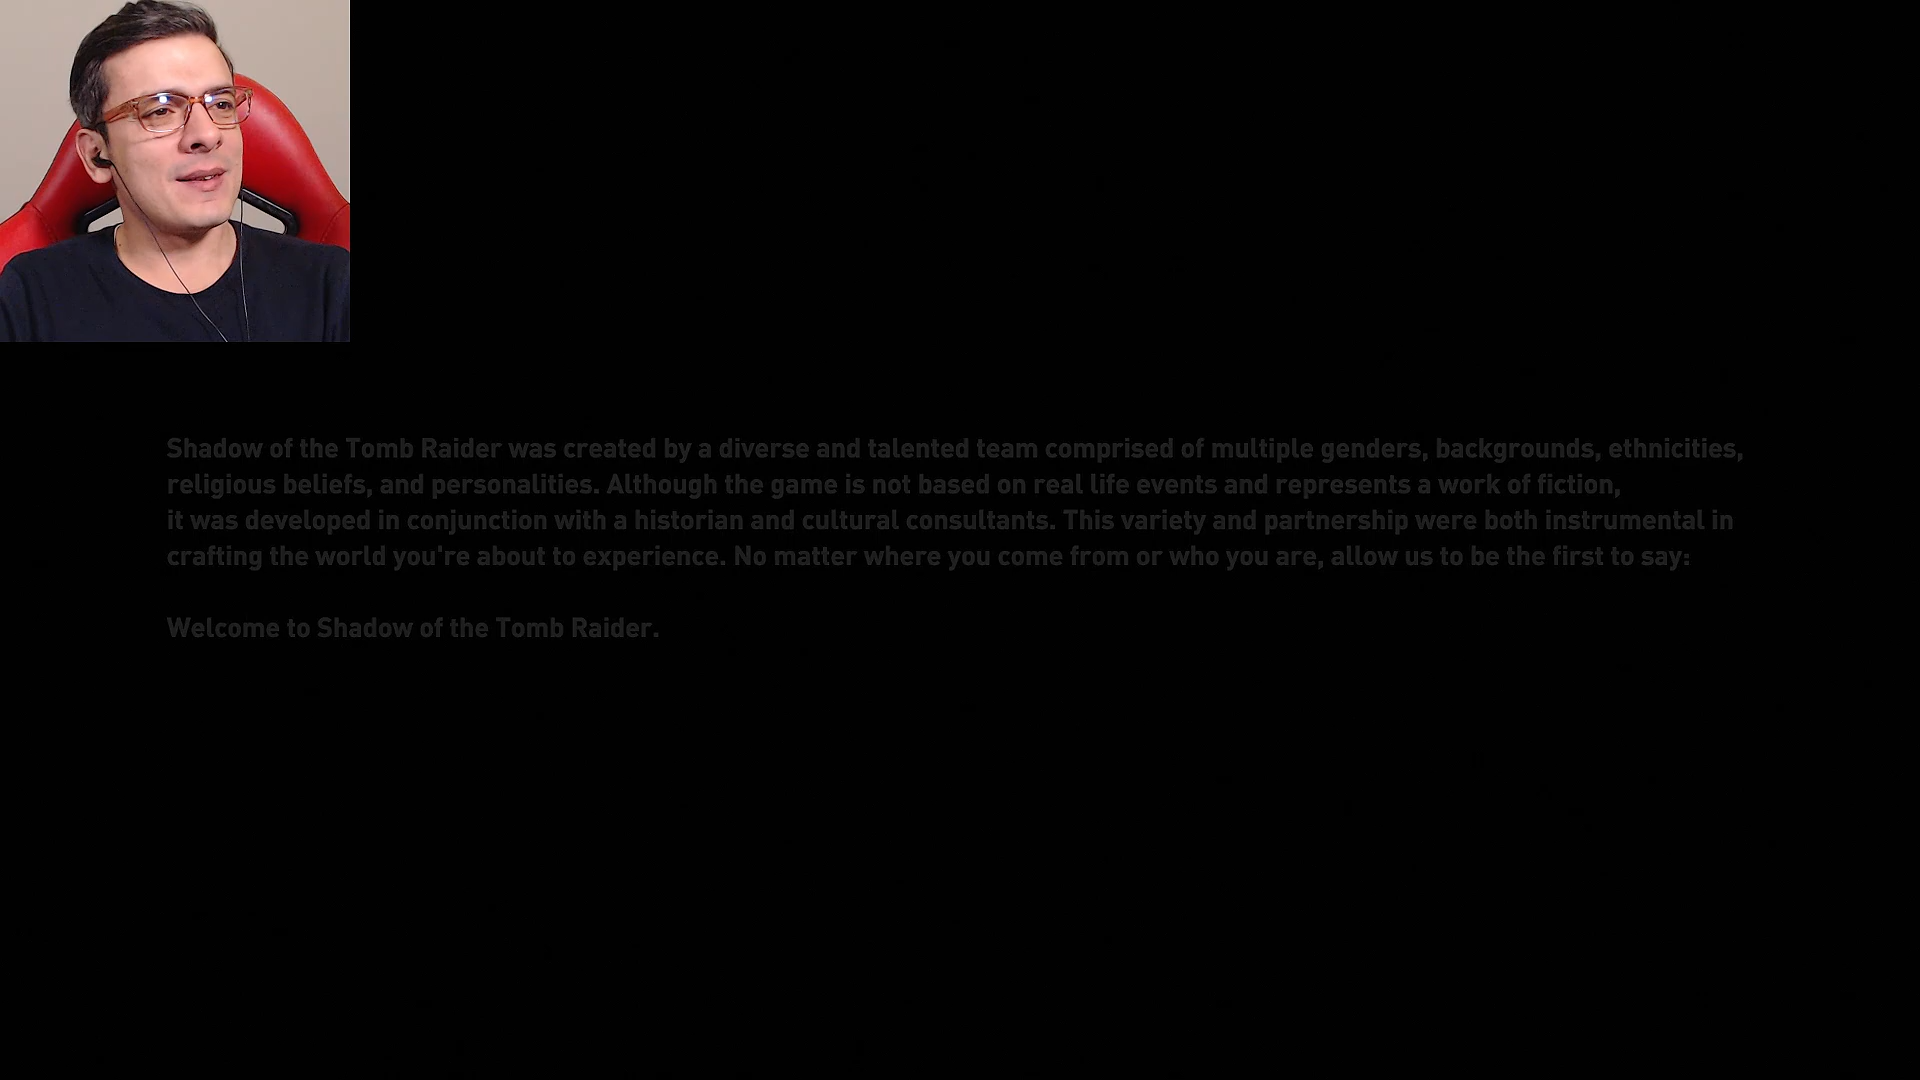 Shadow of the Tomb Raider was created by a diverse and talented team comprised of multiple genders, backgrounds, ethnicities,
religious beliefs, and personalities. Although the game is not based on real life events and represents a work of fiction,
it was developed in conjunction with a historian and cultural consultants. This variety and partnership were both instrumental in
crafting the world you're about to experience. No matter where you come from or who you are, allow us to be the first to say:
Welcome to Shadow of the Tomb Raider.